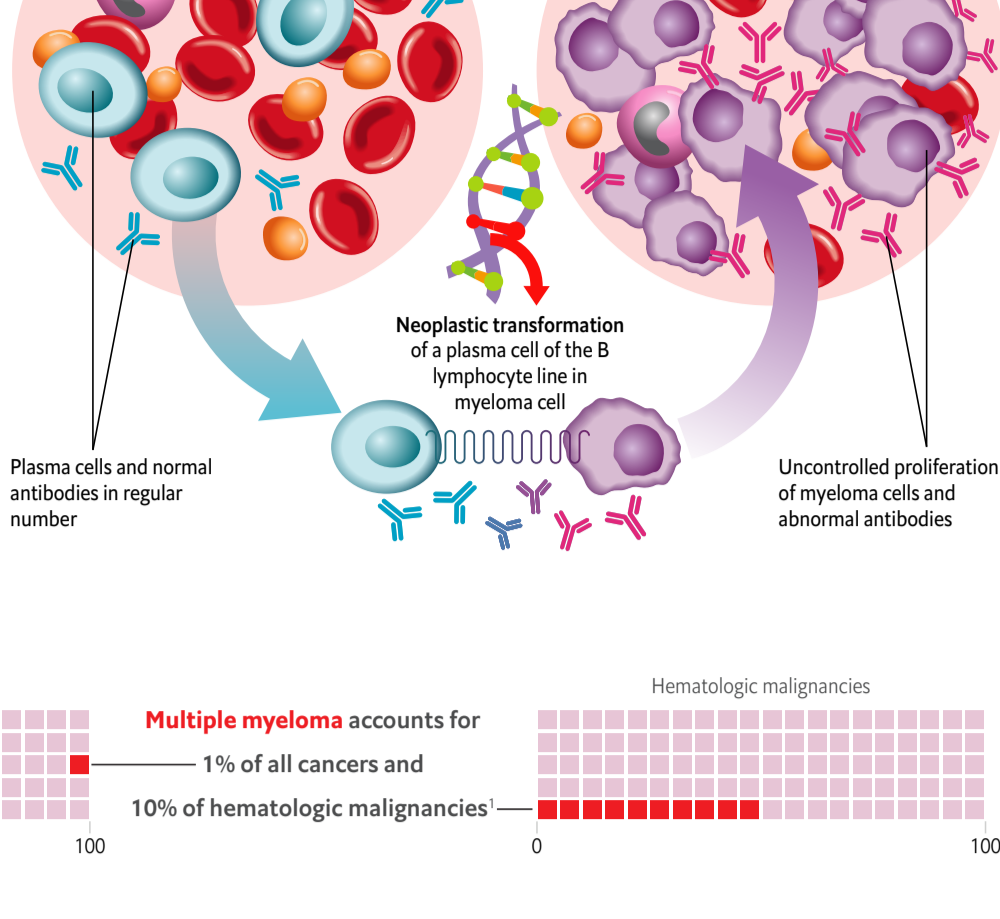 Neoplastic transformation
of a plasma cell of the B
lymphocyte line in
myeloma cell
Plasma cells and normal
antibodies in regular
number
Uncontrolled proliferation
of myeloma cells and
abnormal antibodies
Hematologic malignancies
Multiple myeloma accounts for
1% of all cancers and
10% of hematologic malignancies¹
100
0
100